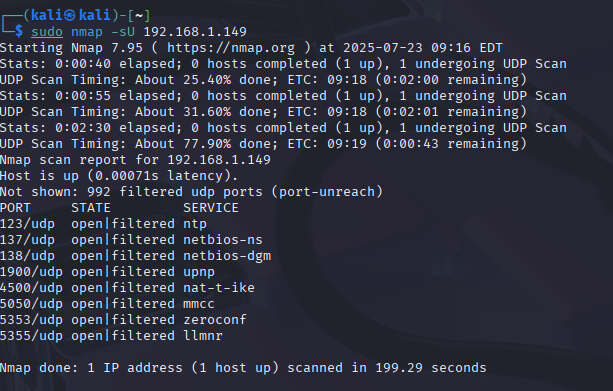 ┌──(kali㉿kali)-[~]
└─$ sudo nmap -sU 192.168.1.149
Starting Nmap 7.95 ( https://nmap.org ) at 2025-07-23 09:16 EDT
Stats: 0:00:40 elapsed; 0 hosts completed (1 up), 1 undergoing UDP Scan
UDP Scan Timing: About 25.40% done; ETC: 09:18 (0:02:00 remaining)
Stats: 0:00:55 elapsed; 0 hosts completed (1 up), 1 undergoing UDP Scan
UDP Scan Timing: About 31.60% done; ETC: 09:18 (0:02:01 remaining)
Stats: 0:02:30 elapsed; 0 hosts completed (1 up), 1 undergoing UDP Scan
UDP Scan Timing: About 77.90% done; ETC: 09:19 (0:00:43 remaining)
Nmap scan report for 192.168.1.149
Host is up (0.00071s latency).
Not shown: 992 filtered udp ports (port-unreach)
PORT     STATE         SERVICE
123/udp  open|filtered ntp
137/udp  open|filtered netbios-ns
138/udp  open|filtered netbios-dgm
1900/udp open|filtered upnp
4500/udp open|filtered nat-t-ike
5050/udp open|filtered mmcc
5353/udp open|filtered zeroconf
5355/udp open|filtered llmnr
Nmap done: 1 IP address (1 host up) scanned in 199.29 seconds